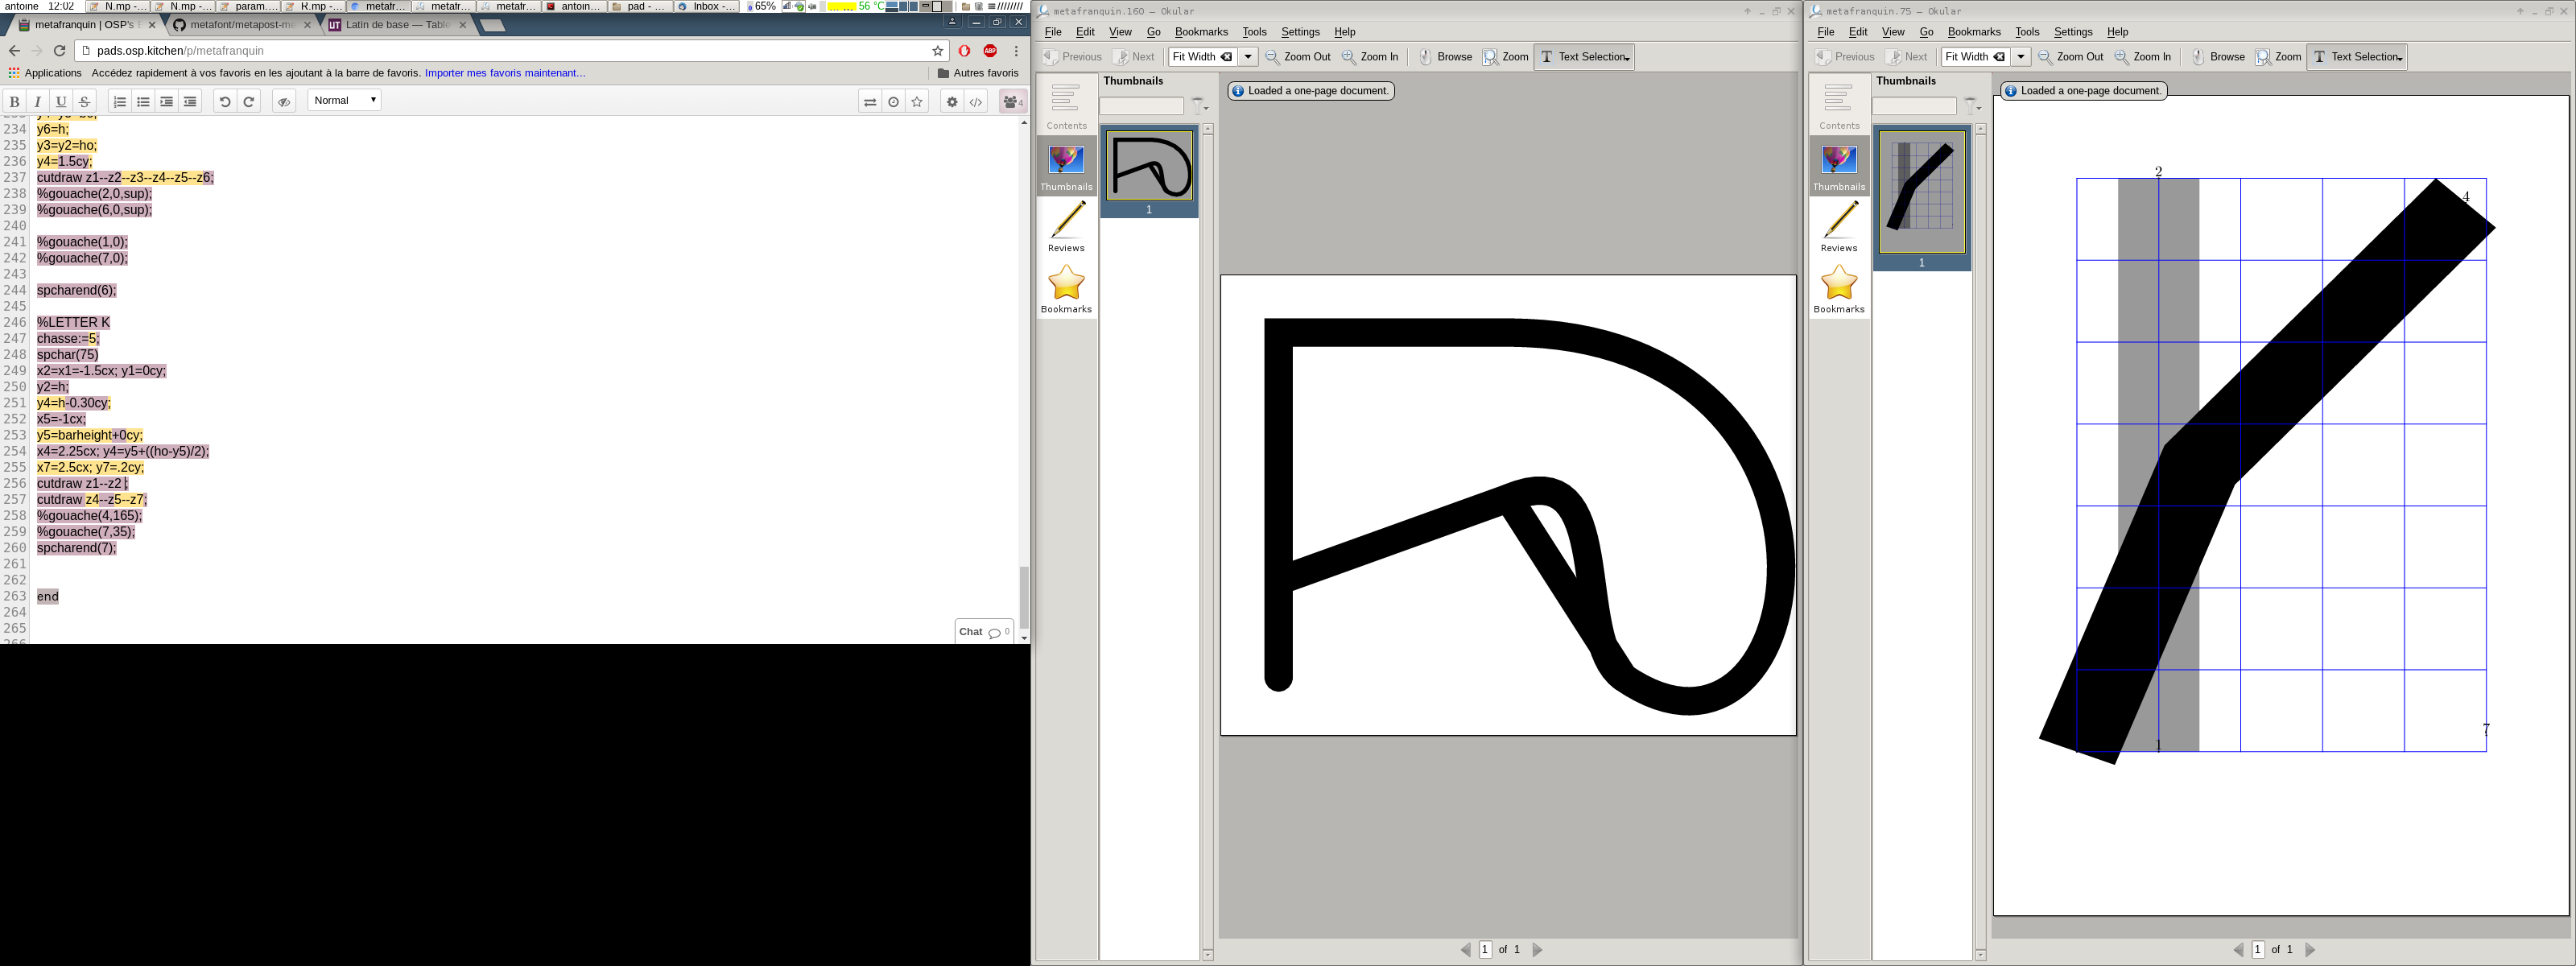 antoine 12:02 N.mp -... N.mp -... param.... R.mp -... metafr... metafr... metafr... antoin... pad - ... Inbox -... 65% 56 °C
metafranquin | OSP's metafont/metapost-me Latin de base — Table
pads.osp.kitchen/p/metafranquin
Applications Accédez rapidement à vos favoris en les ajoutant à la barre de favoris. Importer mes favoris maintenant... Autres favoris
B I U S Normal 4
234 y6=h;
235 y3=y2=ho;
236 y4=1.5cy;
237 cutdraw z1--z2--z3--z4--z5--z6;
238 %gouache(2,0,sup);
239 %gouache(6,0,sup);
240
241 %gouache(1,0);
242 %gouache(7,0);
243
244 spcharend(6);
245
246 %LETTER K
247 chasse:=5;
248 spchar(75)
249 x2=x1=-1.5cx; y1=0cy;
250 y2=h;
251 y4=h-0.30cy;
252 x5=-1cx;
253 y5=barheight+0cy;
254 x4=2.25cx; y4=y5+((ho-y5)/2);
255 x7=2.5cx; y7=.2cy;
256 cutdraw z1--z2 ;
257 cutdraw z4--z5--z7;
258 %gouache(4,165);
259 %gouache(7,35);
260 spcharend(7);
261
262
263 end
264
265
Chat 0
metafranquin.160 — Okular
File Edit View Go Bookmarks Tools Settings Help
Previous Next Fit Width Zoom Out Zoom In Browse Zoom Text Selection
Thumbnails
Loaded a one-page document.
Contents
Thumbnails
1
Reviews
Bookmarks
1 of 1
metafranquin.75 — Okular
File Edit View Go Bookmarks Tools Settings Help
Previous Next Fit Width Zoom Out Zoom In Browse Zoom Text Selection
Thumbnails
Loaded a one-page document.
Contents
Thumbnails
1
Reviews
Bookmarks
2
4
7
1
1 of 1